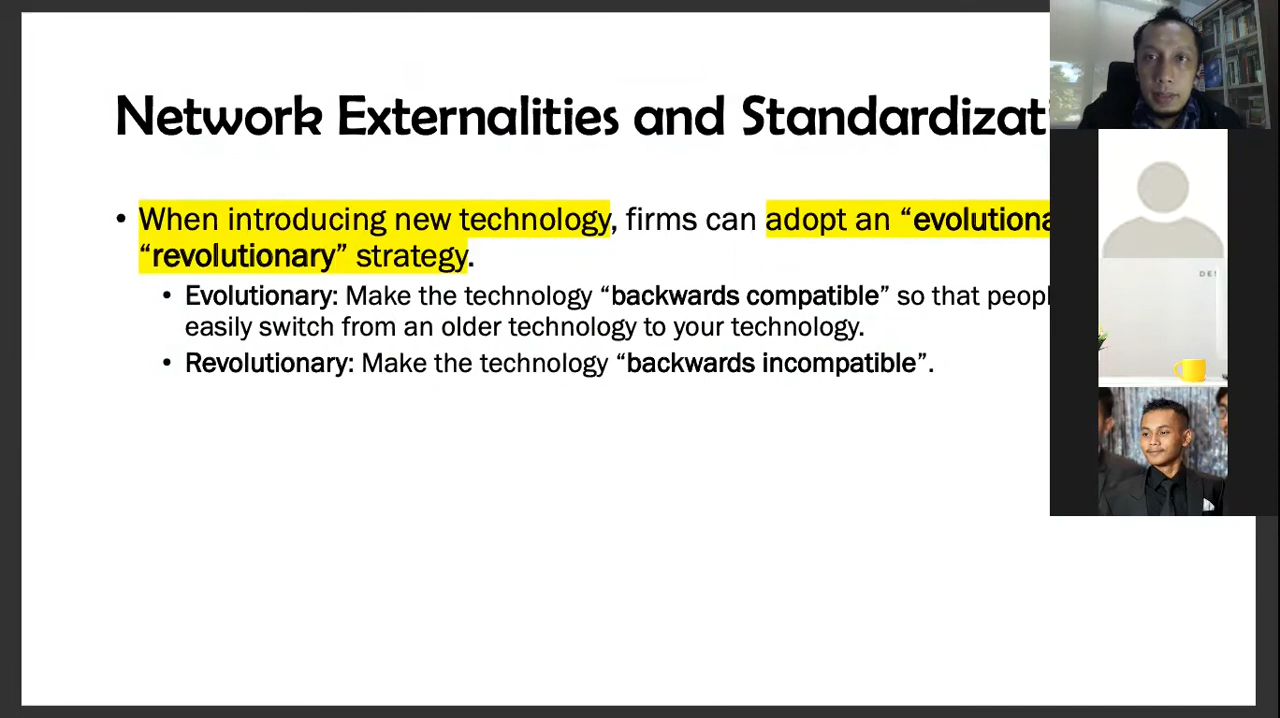 Network Externalities and Standardizat
• When introducing new technology, firms can adopt an “evolutiona
“revolutionary” strategy.
• Evolutionary: Make the technology “backwards compatible” so that peopl
easily switch from an older technology to your technology.
• Revolutionary: Make the technology “backwards incompatible”.